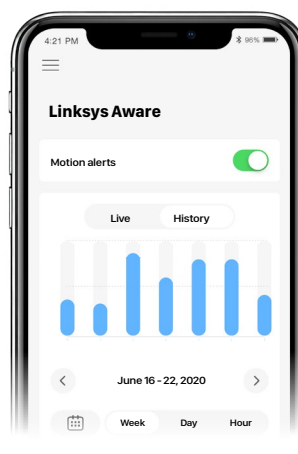 4:21 PM
96%
Linksys Aware
Motion alerts
Live History
June 16 - 22, 2020
Week Day Hour